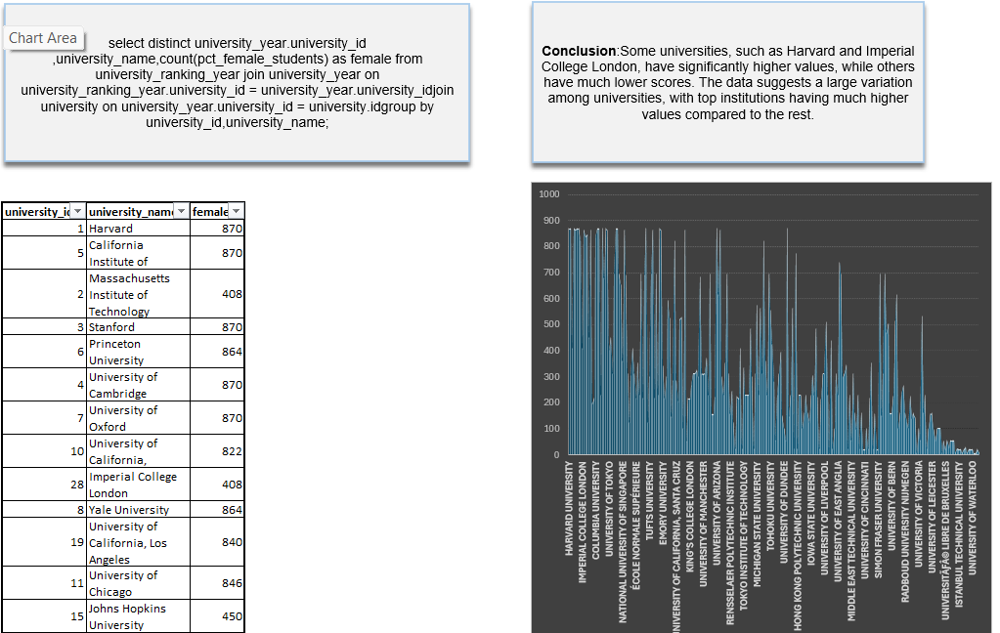 Chart Area
select distinct university_year.university_id
,university_name,count(pct_female_students) as female from
university_ranking_year join university_year on
university_ranking_year.university_id = university_year.university_idjoin
university on university_year.university_id = university.idgroup by
university_id,university_name;
Conclusion:Some universities, such as Harvard and Imperial
College London, have significantly higher values, while others
have much lower scores. The data suggests a large variation
among universities, with top institutions having much higher
values compared to the rest.
university_id university_name female
1 Harvard 870
5 California
Institute of 870
2 Massachusetts
Institute of
Technology 408
3 Stanford 870
6 Princeton
University 864
4 University of
Cambridge 870
7 University of
Oxford 870
10 University of
California, 822
28 Imperial College
London 408
8 Yale University 864
19 University of
California, Los
Angeles 840
11 University of
Chicago 846
15 Johns Hopkins
University 450
1000
900
800
700
600
500
400
300
200
100
0
HARVARD UNIVERSITY
IMPERIAL COLLEGE LONDON
COLUMBIA UNIVERSITY
UNIVERSITY OF TOKYO
NATIONAL UNIVERSITY OF SINGAPORE
ÉCOLE NORMALE SUPÉRIEURE
TUFTS UNIVERSITY
EMORY UNIVERSITY
UNIVERSITY OF CALIFORNIA, SANTA CRUZ
KING'S COLLEGE LONDON
UNIVERSITY OF MANCHESTER
UNIVERSITY OF ARIZONA
RENSSELAER POLYTECHNIC INSTITUTE
TOKYO INSTITUTE OF TECHNOLOGY
MICHIGAN STATE UNIVERSITY
TOHOKU UNIVERSITY
UNIVERSITY OF DUNDEE
HONG KONG POLYTECHNIC UNIVERSITY
IOWA STATE UNIVERSITY
UNIVERSITY OF LIVERPOOL
UNIVERSITY OF EAST ANGLIA
MIDDLE EAST TECHNICAL UNIVERSITY
UNIVERSITY OF CINCINNATI
SIMON FRASER UNIVERSITY
UNIVERSITY OF BERN
RADBOUD UNIVERSITY NIJMEGEN
UNIVERSITY OF VICTORIA
UNIVERSITY OF LEICESTER
LIBRE DE BRUXELLES
ISTANBUL TECHNICAL UNIVERSITY
UNIVERSITY OF WATERLOO